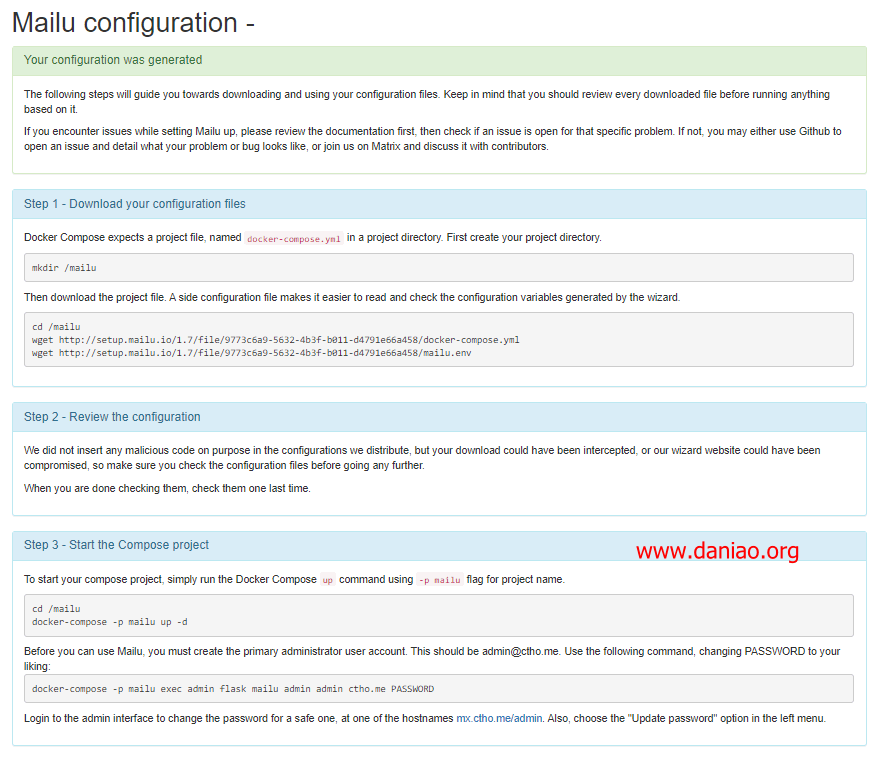 Mailu configuration -
Your configuration was generated
The following steps will guide you towards downloading and using your configuration files. Keep in mind that you should review every downloaded file before running anything
based on it.
If you encounter issues while setting Mailu up, please review the documentation first, then check if an issue is open for that specific problem. If not, you may either use Github to
open an issue and detail what your problem or bug looks like, or join us on Matrix and discuss it with contributors.
Step 1 - Download your configuration files
Docker Compose expects a project file, named docker-compose.yml in a project directory. First create your project directory.
mkdir /mailu
Then download the project file. A side configuration file makes it easier to read and check the configuration variables generated by the wizard.
cd /mailu
wget http://setup.mailu.io/1.7/file/9773c6a9-5632-4b3f-b011-d4791e66a458/docker-compose.yml
wget http://setup.mailu.io/1.7/file/9773c6a9-5632-4b3f-b011-d4791e66a458/mailu.env
Step 2 - Review the configuration
We did not insert any malicious code on purpose in the configurations we distribute, but your download could have been intercepted, or our wizard website could have been
compromised, so make sure you check the configuration files before going any further.
When you are done checking them, check them one last time.
Step 3 - Start the Compose project
www.daniao.org
To start your compose project, simply run the Docker Compose up command using -p mailu flag for project name.
cd /mailu
docker-compose -p mailu up -d
Before you can use Mailu, you must create the primary administrator user account. This should be admin@ctho.me. Use the following command, changing PASSWORD to your
liking:
docker-compose -p mailu exec admin flask mailu admin admin ctho.me PASSWORD
Login to the admin interface to change the password for a safe one, at one of the hostnames mx.ctho.me/admin. Also, choose the "Update password" option in the left menu.